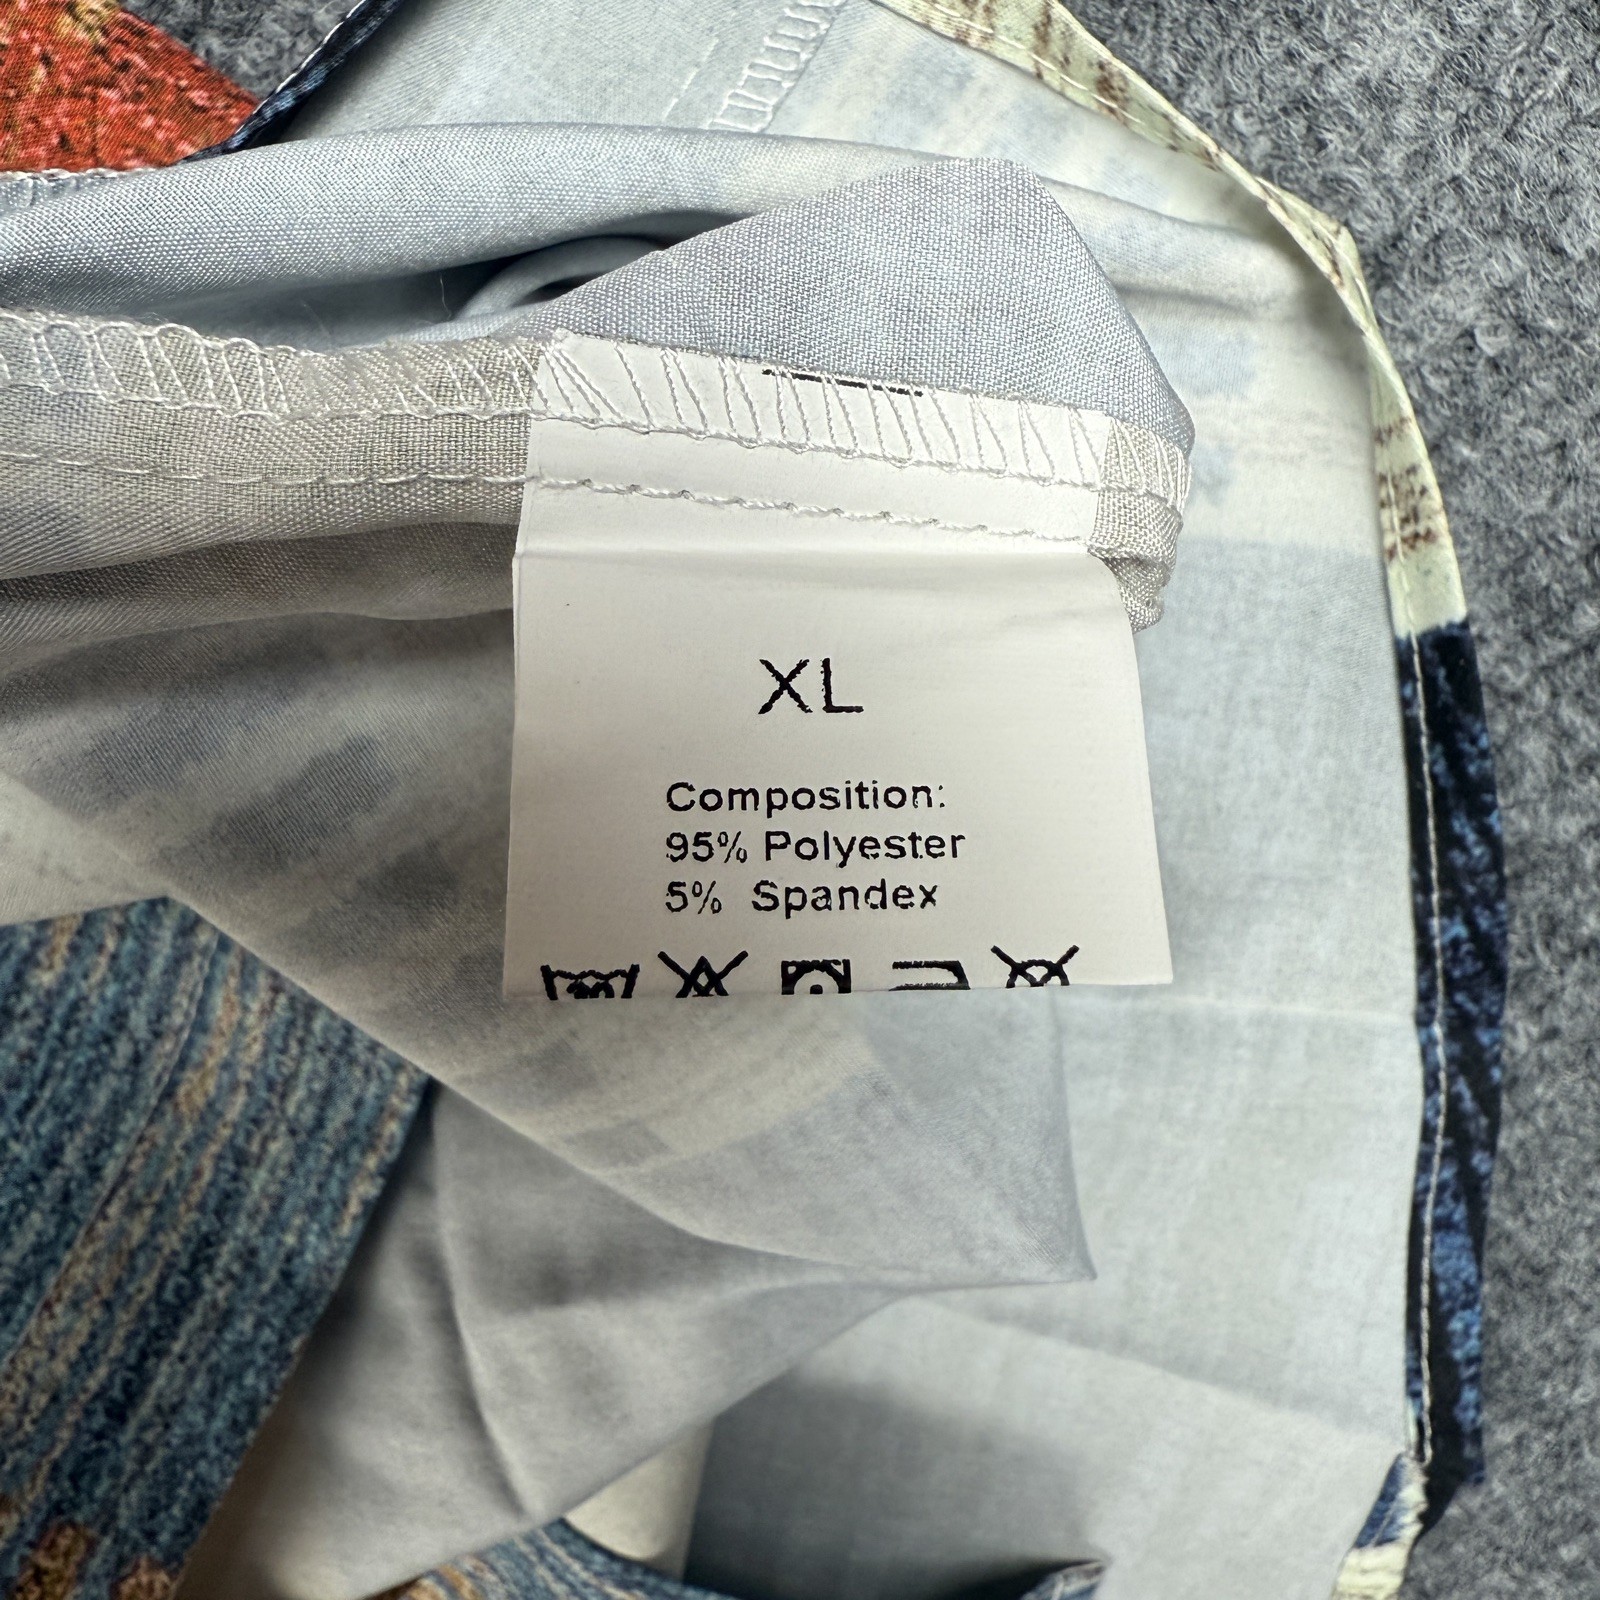 XL
Composition:
95% Polyester
5% Spandex